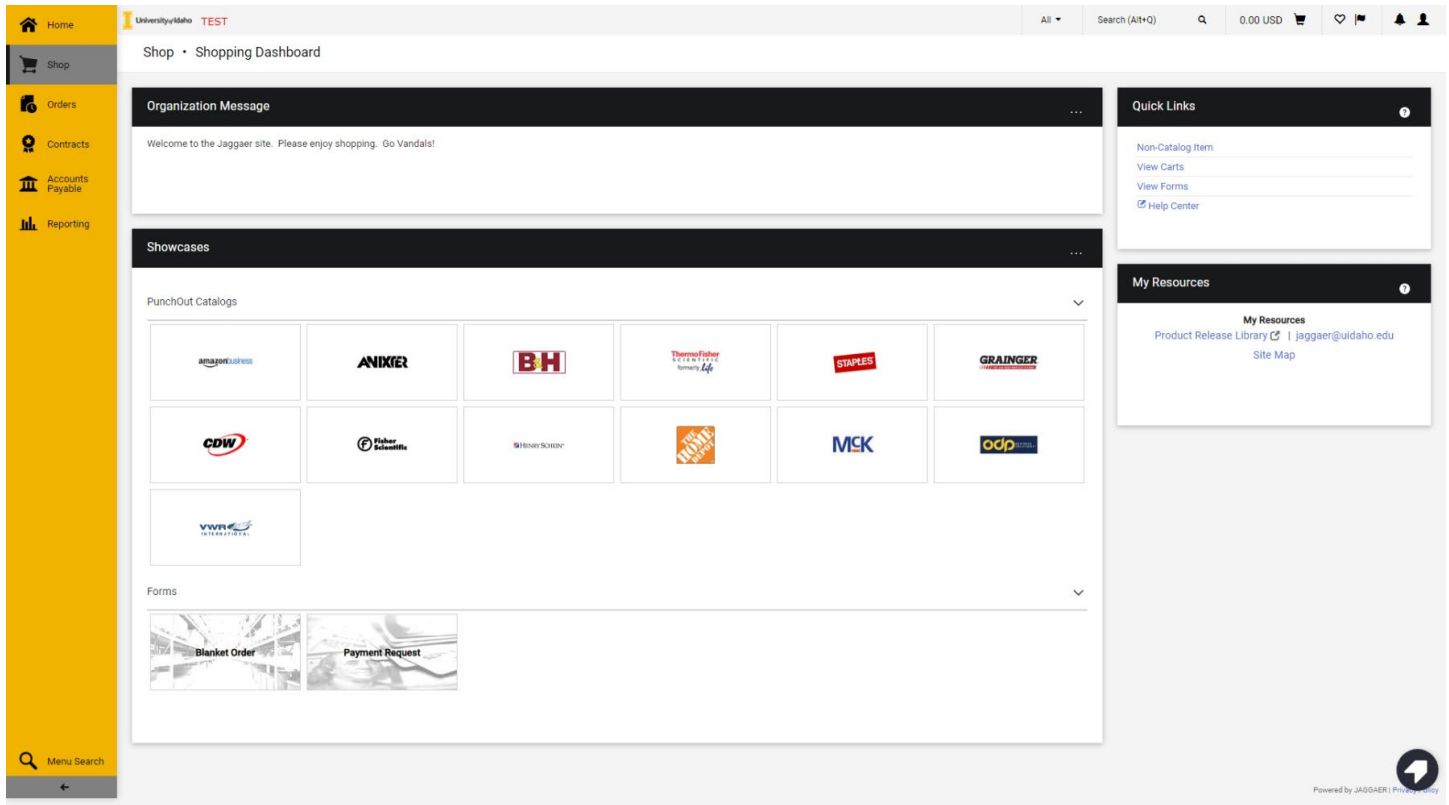 Home
Shop
Orders
Contracts
Accounts
Payable
Reporting
Menu Search
University of Idaho TEST
All
Search (Alt+Q)
0.00 USD
Shop • Shopping Dashboard
Organization Message
...
Welcome to the Jaggaer site. Please enjoy shopping. Go Vandals!
Showcases
...
PunchOut Catalogs
amazon business
ANIXTER
B&H
ThermoFisher
SCIENTIFIC
formerly Life
STAPLES
GRAINGER
CDW
Fisher
Scientific
HENRY SCHEIN
THE
HOME
DEPOT
MCK
odp
VWR
INTERNATIONAL
Forms
Blanket Order
Payment Request
Quick Links
?
Non-Catalog Item
View Carts
View Forms
Help Center
My Resources
?
My Resources
Product Release Library | jaggaer@uidaho.edu
Site Map
Powered by JAGGAER | Privacy Policy